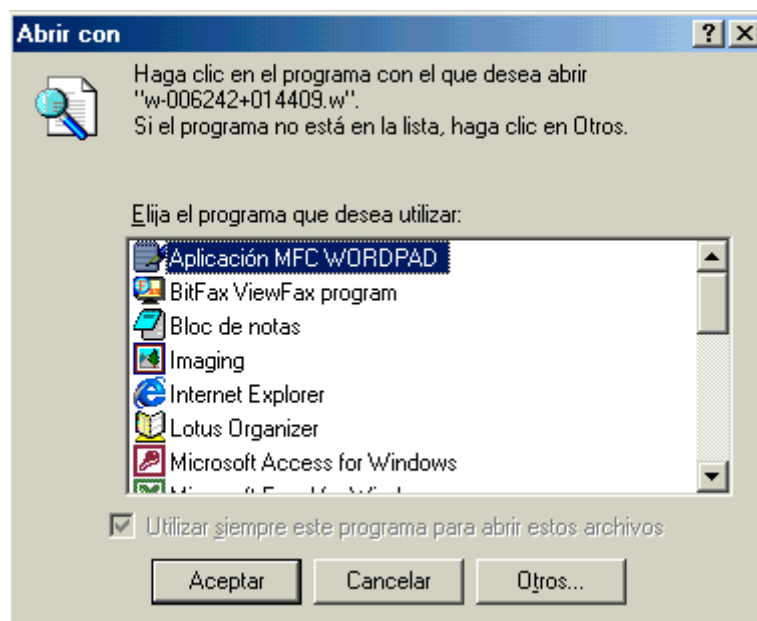 Abrir con
Haga clic en el programa con el que desea abrir
"w-006242+014409.w".
Si el programa no está en la lista, haga clic en Otros.
Elija el programa que desea utilizar:
Aplicación MFC WORDPAD
BitFax ViewFax program
Bloc de notas
Imaging
Internet Explorer
Lotus Organizer
Microsoft Access for Windows
Utilizar siempre este programa para abrir estos archivos
Aceptar Cancelar Otros...